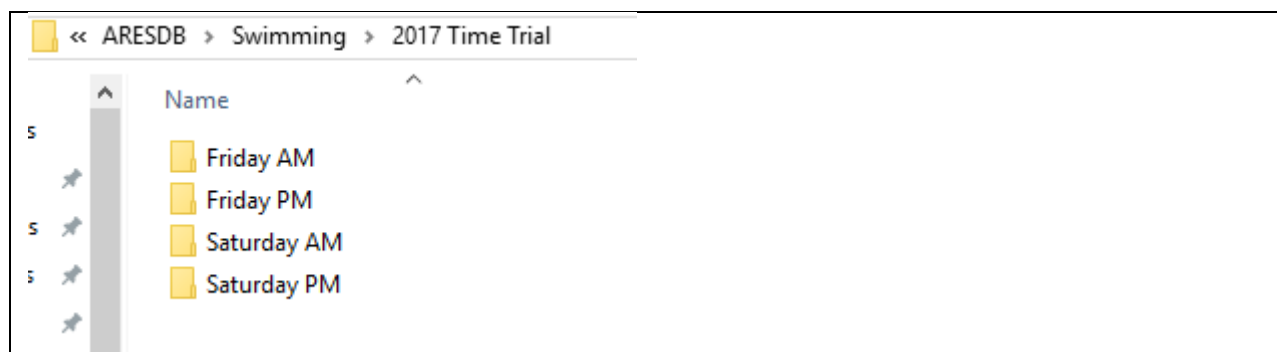 « ARESDB > Swimming > 2017 Time Trial
Name
s
Friday AM
Friday PM
s
Saturday AM
s
Saturday PM